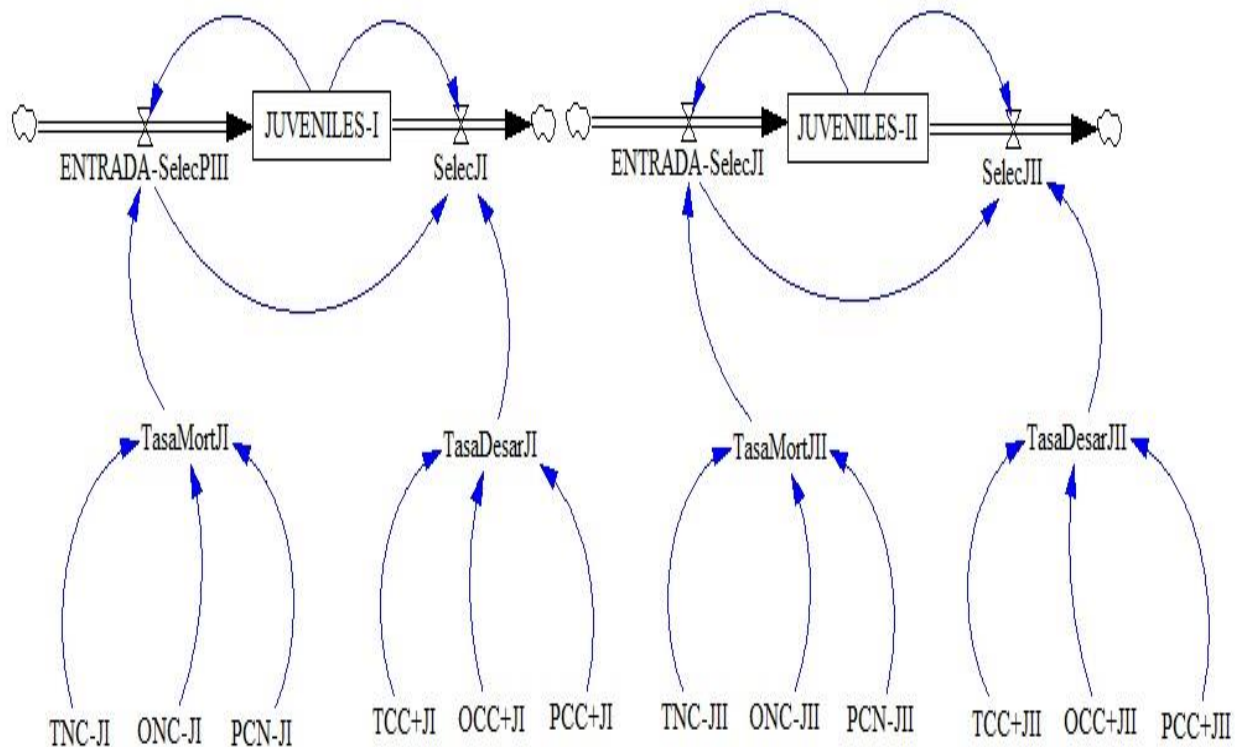 JUVENILES-I
JUVENILES-II
ENTRADA-SelecPIII
SelecJI
ENTRADA-SelecJI
SelecJII
TasaMortJI
TasaDesarJI
TasaMortJII
TasaDesarJII
TNC-JI
ONC-JI
PCN-JI
TCC+JI
OCC+JI
PCC+JI
TNC-JII
ONC-JII
PCN-JII
TCC+JII
OCC+JII
PCC+JII